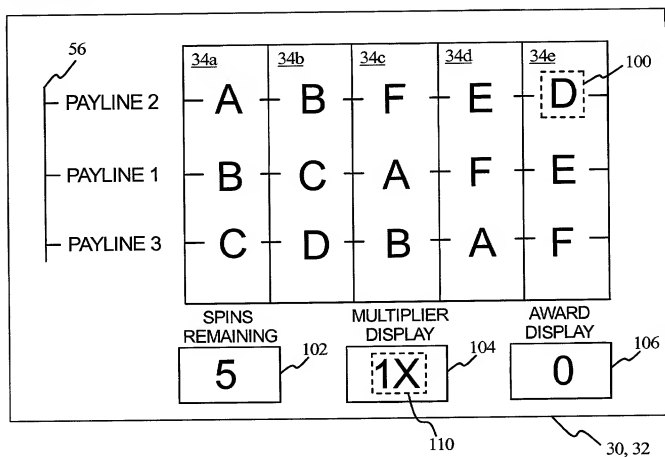 56
34a 34b 34c 34d 34e
100
PAYLINE 2 A B F E D
PAYLINE 1 B C A F E
PAYLINE 3 C D B A F
SPINS REMAINING
MULTIPLIER DISPLAY
AWARD DISPLAY
5 102
1X 104
0 106
110
30, 32